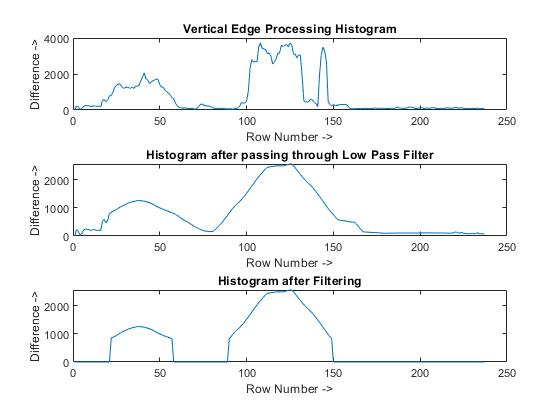 Vertical Edge Processing Histogram
Difference ->
4000
2000
0
0 50 100 150 200 250
Row Number ->
Histogram after passing through Low Pass Filter
Difference ->
2000
1000
0
0 50 100 150 200 250
Row Number ->
Histogram after Filtering
Difference ->
2000
1000
0
0 50 100 150 200 250
Row Number ->